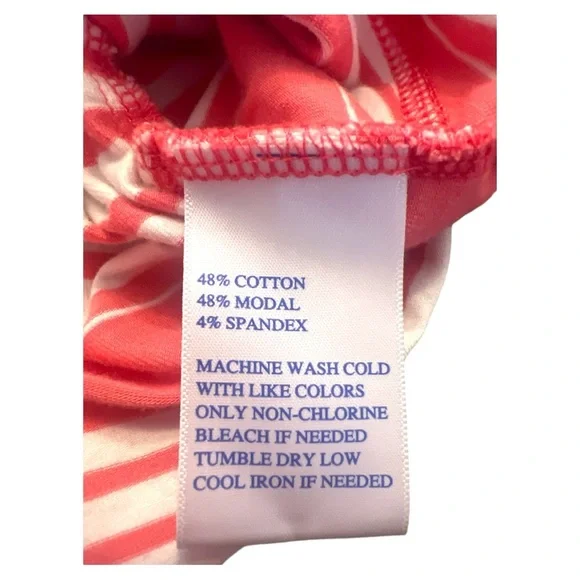 48% COTTON
48% MODAL
4% SPANDEX
MACHINE WASH COLD
WITH LIKE COLORS
ONLY NON-CHLORINE
BLEACH IF NEEDED
TUMBLE DRY LOW
COOL IRON IF NEEDED